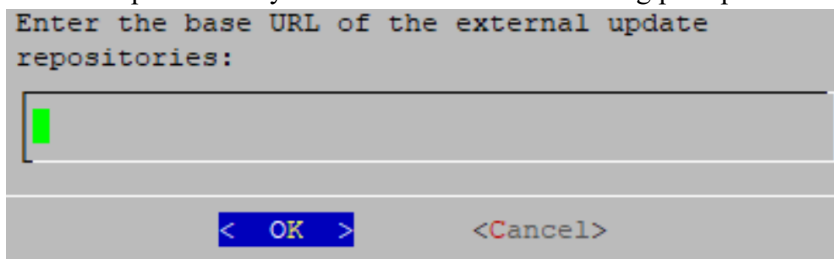 Enter the base URL of the external update
repositories:
< OK > <Cancel>